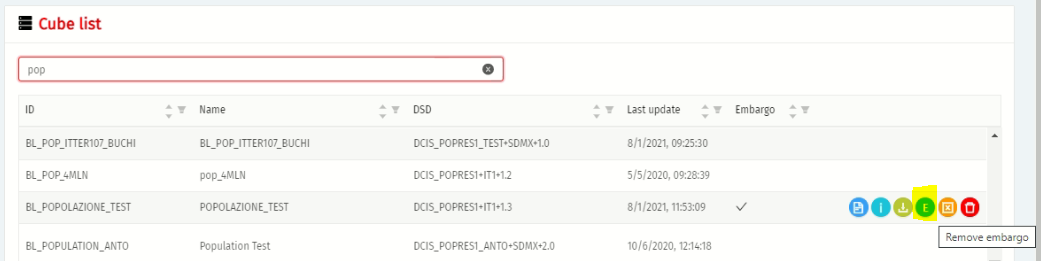 Cube list
pop
ID Name DSD Last update Embargo
BL_POP_ITTER107_BUCHI BL_POP_ITTER107_BUCHI DCIS_POPRES1_TEST+SDMX+1.0 8/1/2021, 09:25:30
BL_POP_4MLN pop_4MLN DCIS_POPRES1+IT1+1.2 5/5/2020, 09:28:39
BL_POPOLAZIONE_TEST POPOLAZIONE_TEST DCIS_POPRES1+IT1+1.3 8/1/2021, 11:53:09 E
Remove embargo
BL_POPULATION_ANTO Population Test DCIS_POPRES1_ANTO+SDMX+2.0 10/6/2020, 12:14:18